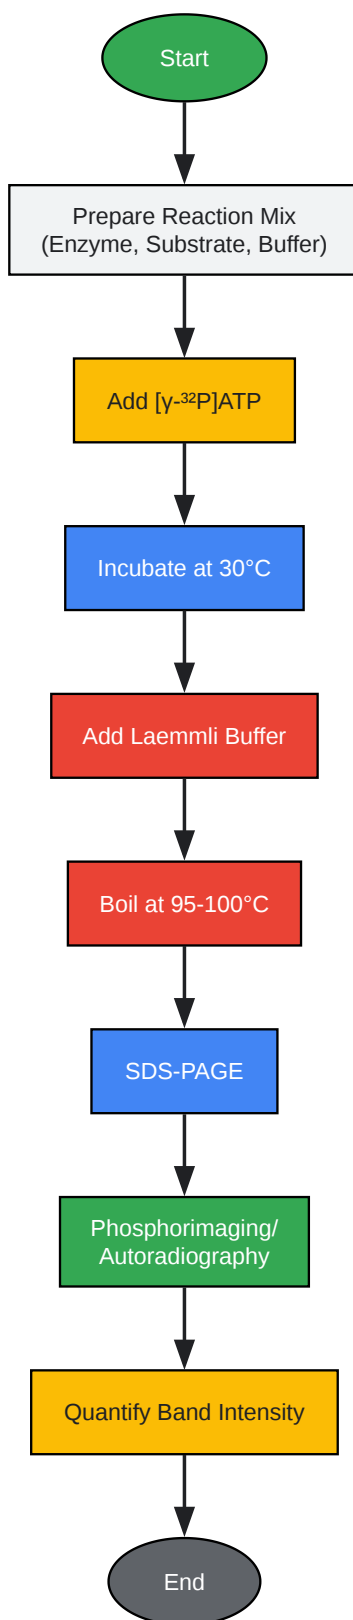 Start
Prepare Reaction Mix
(Enzyme, Substrate, Buffer)
Add [γ-³²P]ATP
Incubate at 30°C
Add Laemmli Buffer
Boil at 95-100°C
SDS-PAGE
Phosphorimaging/
Autoradiography
Quantify Band Intensity
End